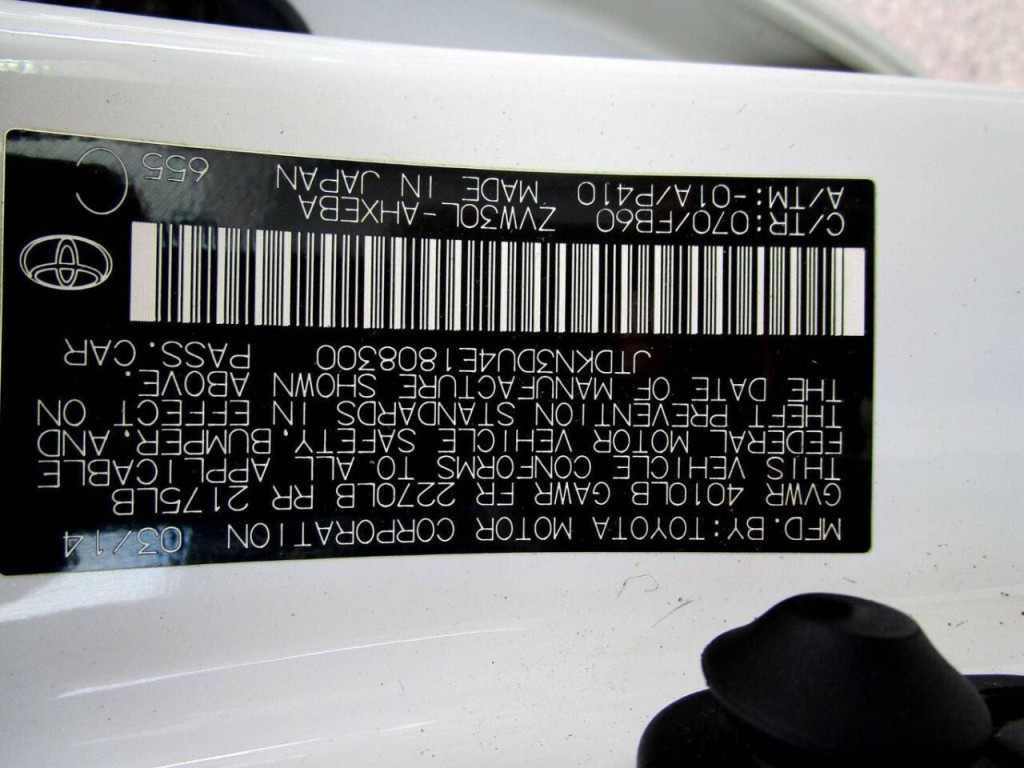 MFD. BY: TOYOTA MOTOR CORPORATION 03/14
GVWR 4010LB GAWR FR 2270LB RR 2175LB
THIS VEHICLE CONFORMS TO ALL APPLICABLE
FEDERAL MOTOR VEHICLE SAFETY, BUMPER, AND
THEFT PREVENTION STANDARDS IN EFFECT ON
THE DATE OF MANUFACTURE SHOWN ABOVE.
JTDKN3DU4E1808300 PASS. CAR
C/TR: 070/FB60 ZVW30L-AHXEBA
A/TM: -01A/P410 MADE IN JAPAN 655 C